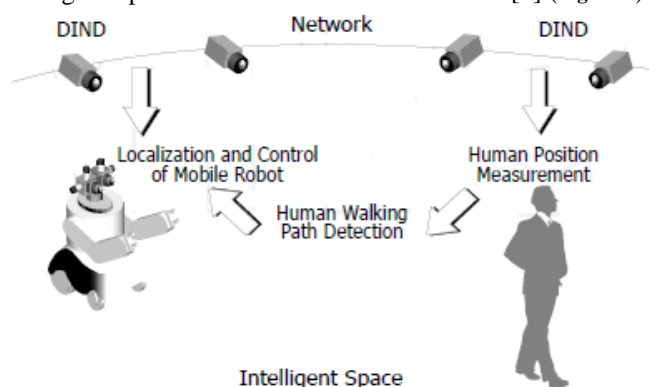 DIND
Network
DIND
Localization and Control
of Mobile Robot
Human Position
Measurement
Human Walking
Path Detection
Intelligent Space